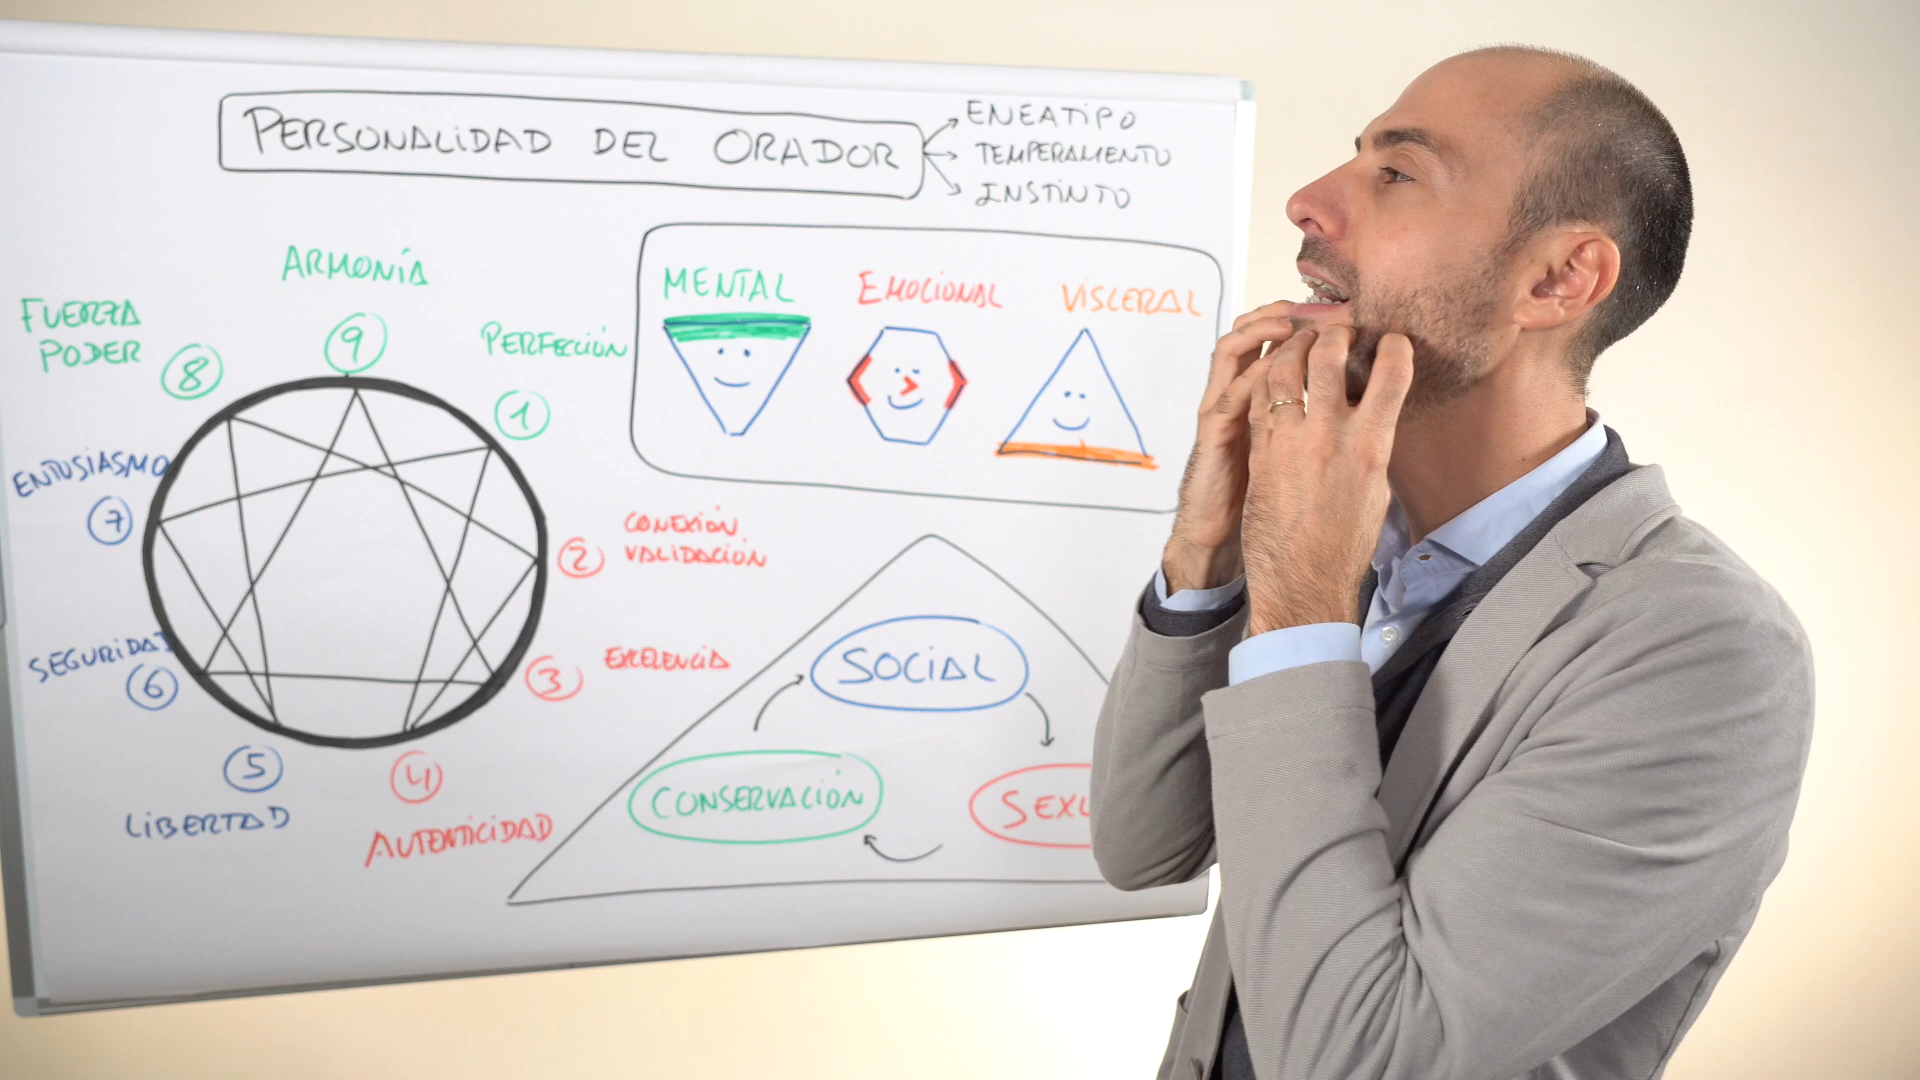 PERSONALIDAD DEL ORADOR
ENEATIPO
TEMPERAMENTO
INSTINTO
ARMONÍA
9
FUERZA
PODER
8
PERFECCIÓN
1
ENTUSIASMO
7
CONEXIÓN
VALIDACIÓN
2
SEGURIDAD
6
EXCELENCIA
3
5
LIBERTAD
4
AUTENTICIDAD
MENTAL
EMOCIONAL
VISCERAL
SOCIAL
CONSERVACIÓN
SEXU